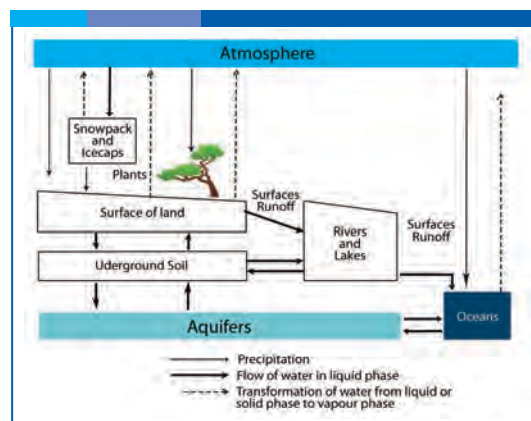 Atmosphere
Snowpack
and
Icecaps
Plants
Surface of land
Surfaces
Runoff
Rivers
and
Lakes
Surfaces
Runoff
Uderground Soil
Aquifers
Oceans
Precipitation
Flow of water in liquid phase
Transformation of water from liquid or
solid phase to vapour phase